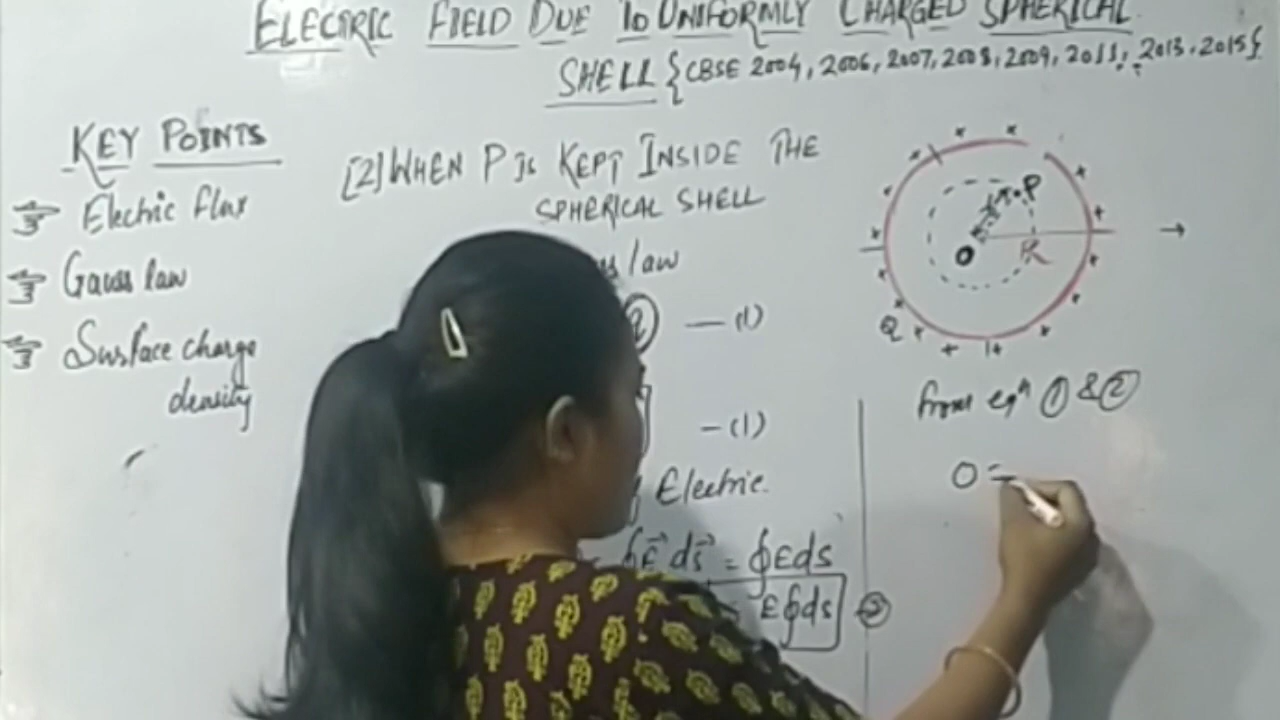 ELECTRIC FIELD DUE TO UNIFORMLY CHARGED SPHERICAL
SHELL {CBSE 2004, 2006, 2007, 2008, 2009, 2011, 2013, 2015}
KEY POINTS
Electric flux
Gauss law
Surface charge
density
[2] WHEN P IS KEPT INSIDE THE
SPHERICAL SHELL
law
— (1)
— (1)
Electric.
∮E⃗ ds⃗ = ∮Eds
E∮ds
P
r
O
R
Q
from eqn ① & ②
0 =